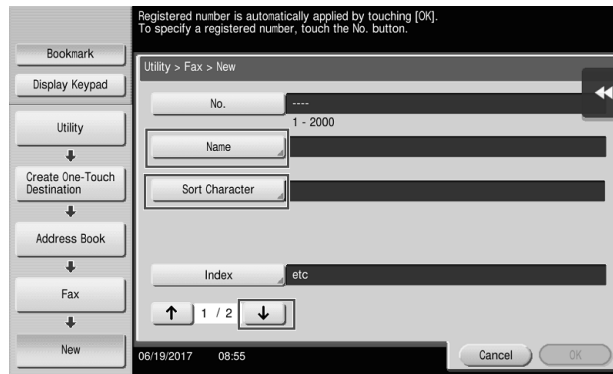 Registered number is automatically applied by touching [OK].
To specify a registered number, touch the No. button.
Bookmark
Display Keypad
Utility
Create One-Touch
Destination
Address Book
Fax
New
Utility > Fax > New
No.
----
1 - 2000
Name
Sort Character
Index
etc
↑ 1 / 2 ↓
06/19/2017 08:55
Cancel
OK